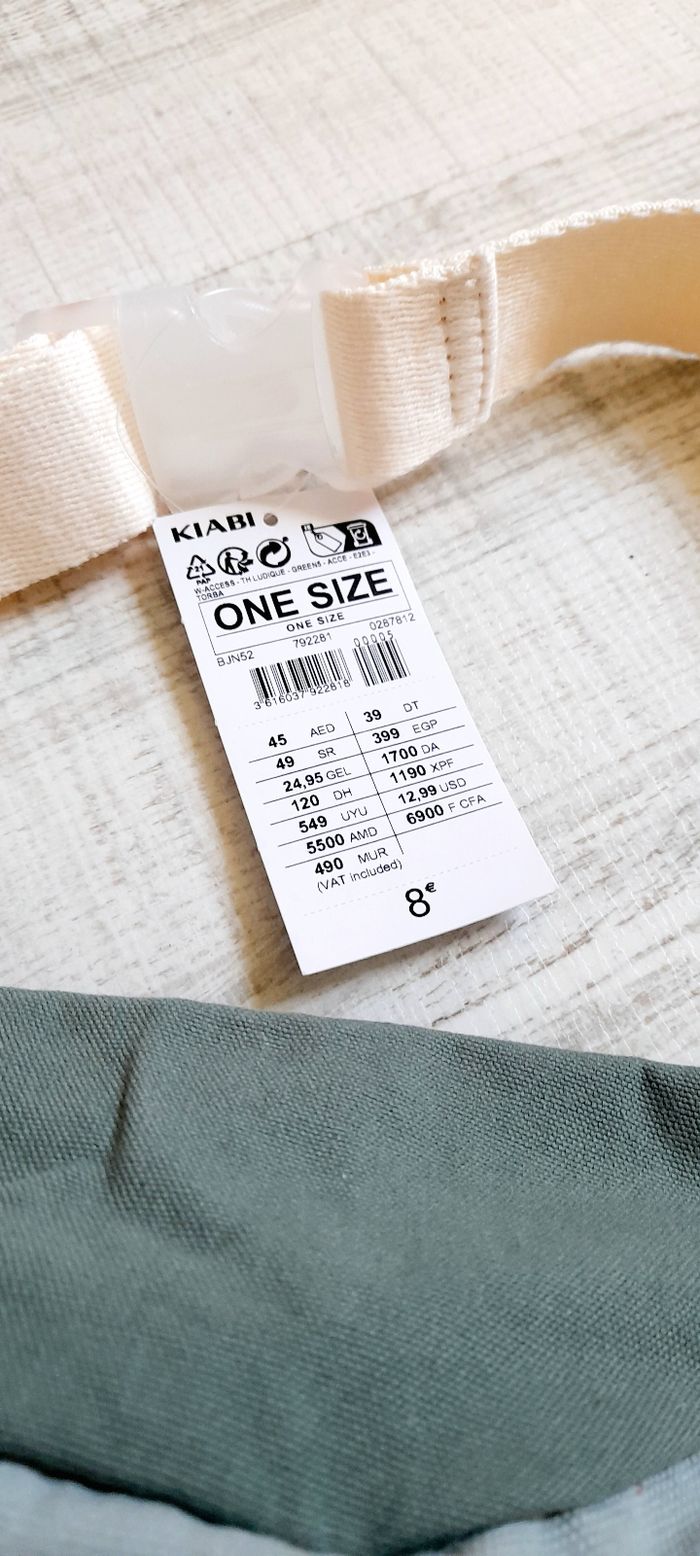 KIABI
21
PAP
W-ACCESS - TH LUDIQUE - GREENS - ACCE - E2E3 -
TORBA
ONE SIZE
ONE SIZE
BJN52 792281 0287812
00005
3 616037 922818
45 AED 39 DT
49 SR 399 EGP
24,95 GEL 1700 DA
120 DH 1190 XPF
549 UYU 12,99 USD
5500 AMD 6900 F CFA
490 MUR
(VAT included)
8€